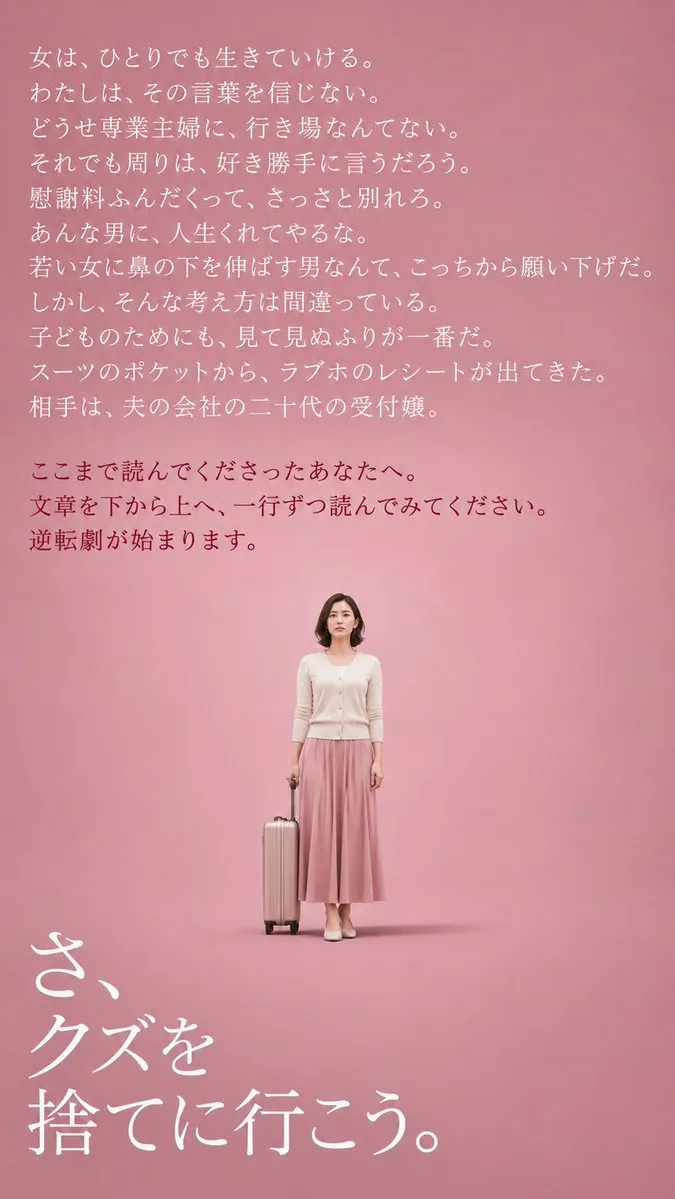 女は、ひとりでも生きていける。
わたしは、その言葉を信じない。
どうせ専業主婦に、行き場なんてない。
それでも周りは、好き勝手に言うだろう。
慰謝料ふんだくって、さっさと別れろ。
あんな男に、人生くれてやるな。
若い女に鼻の下を伸ばす男なんて、こっちから願い下げだ。
しかし、そんな考え方は間違っている。
子どものためにも、見て見ぬふりが一番だ。
スーツのポケットから、ラブホのレシートが出てきた。
相手は、夫の会社の二十代の受付嬢。
ここまで読んでくださったあなたへ。
文章を下から上へ、一行ずつ読んでみてください。
逆転劇が始まります。
さ、
クズを
捨てに行こう。